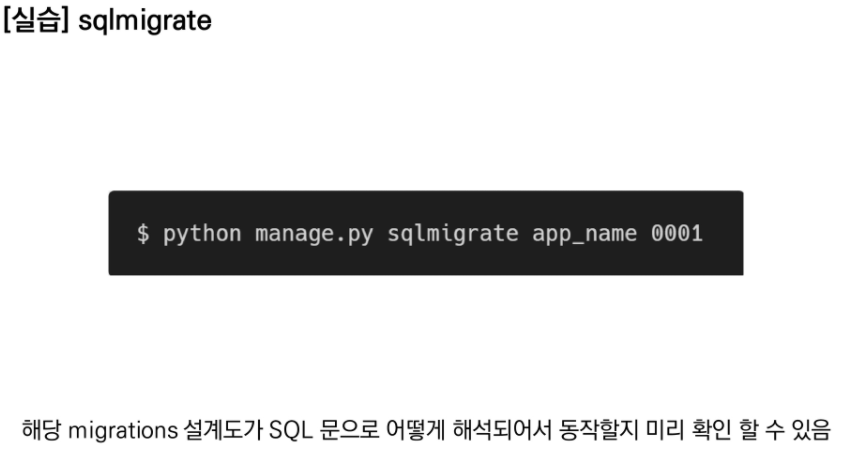 [실습] sqlmigrate
$ python manage.py sqlmigrate app_name 0001
해당 migrations 설계도가 SQL 문으로 어떻게 해석되어서 동작할지 미리 확인 할 수 있음